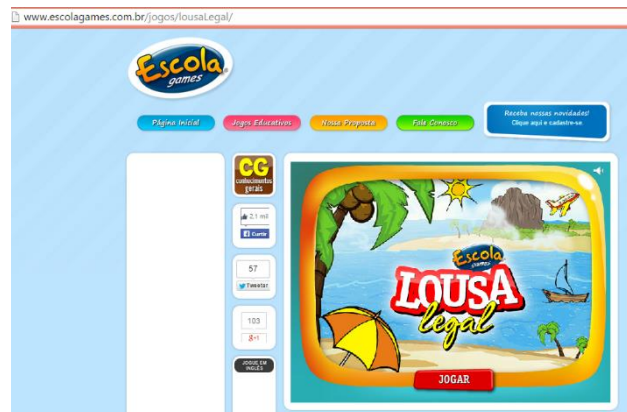 www.escolagames.com.br/jogos/lousaLegal/
Escola
games
Página Inicial
Jogos Educativos
Nossa Proposta
Fale Conosco
Receba nossas novidades!
Clique aqui e cadastre-se.
CG
conhecimentos
gerais
2,1 mil
Curtir
57
Tweetar
103
g+1
JOGUE EM
INGLÊS
Escola
games
LOUSA
legal
JOGAR